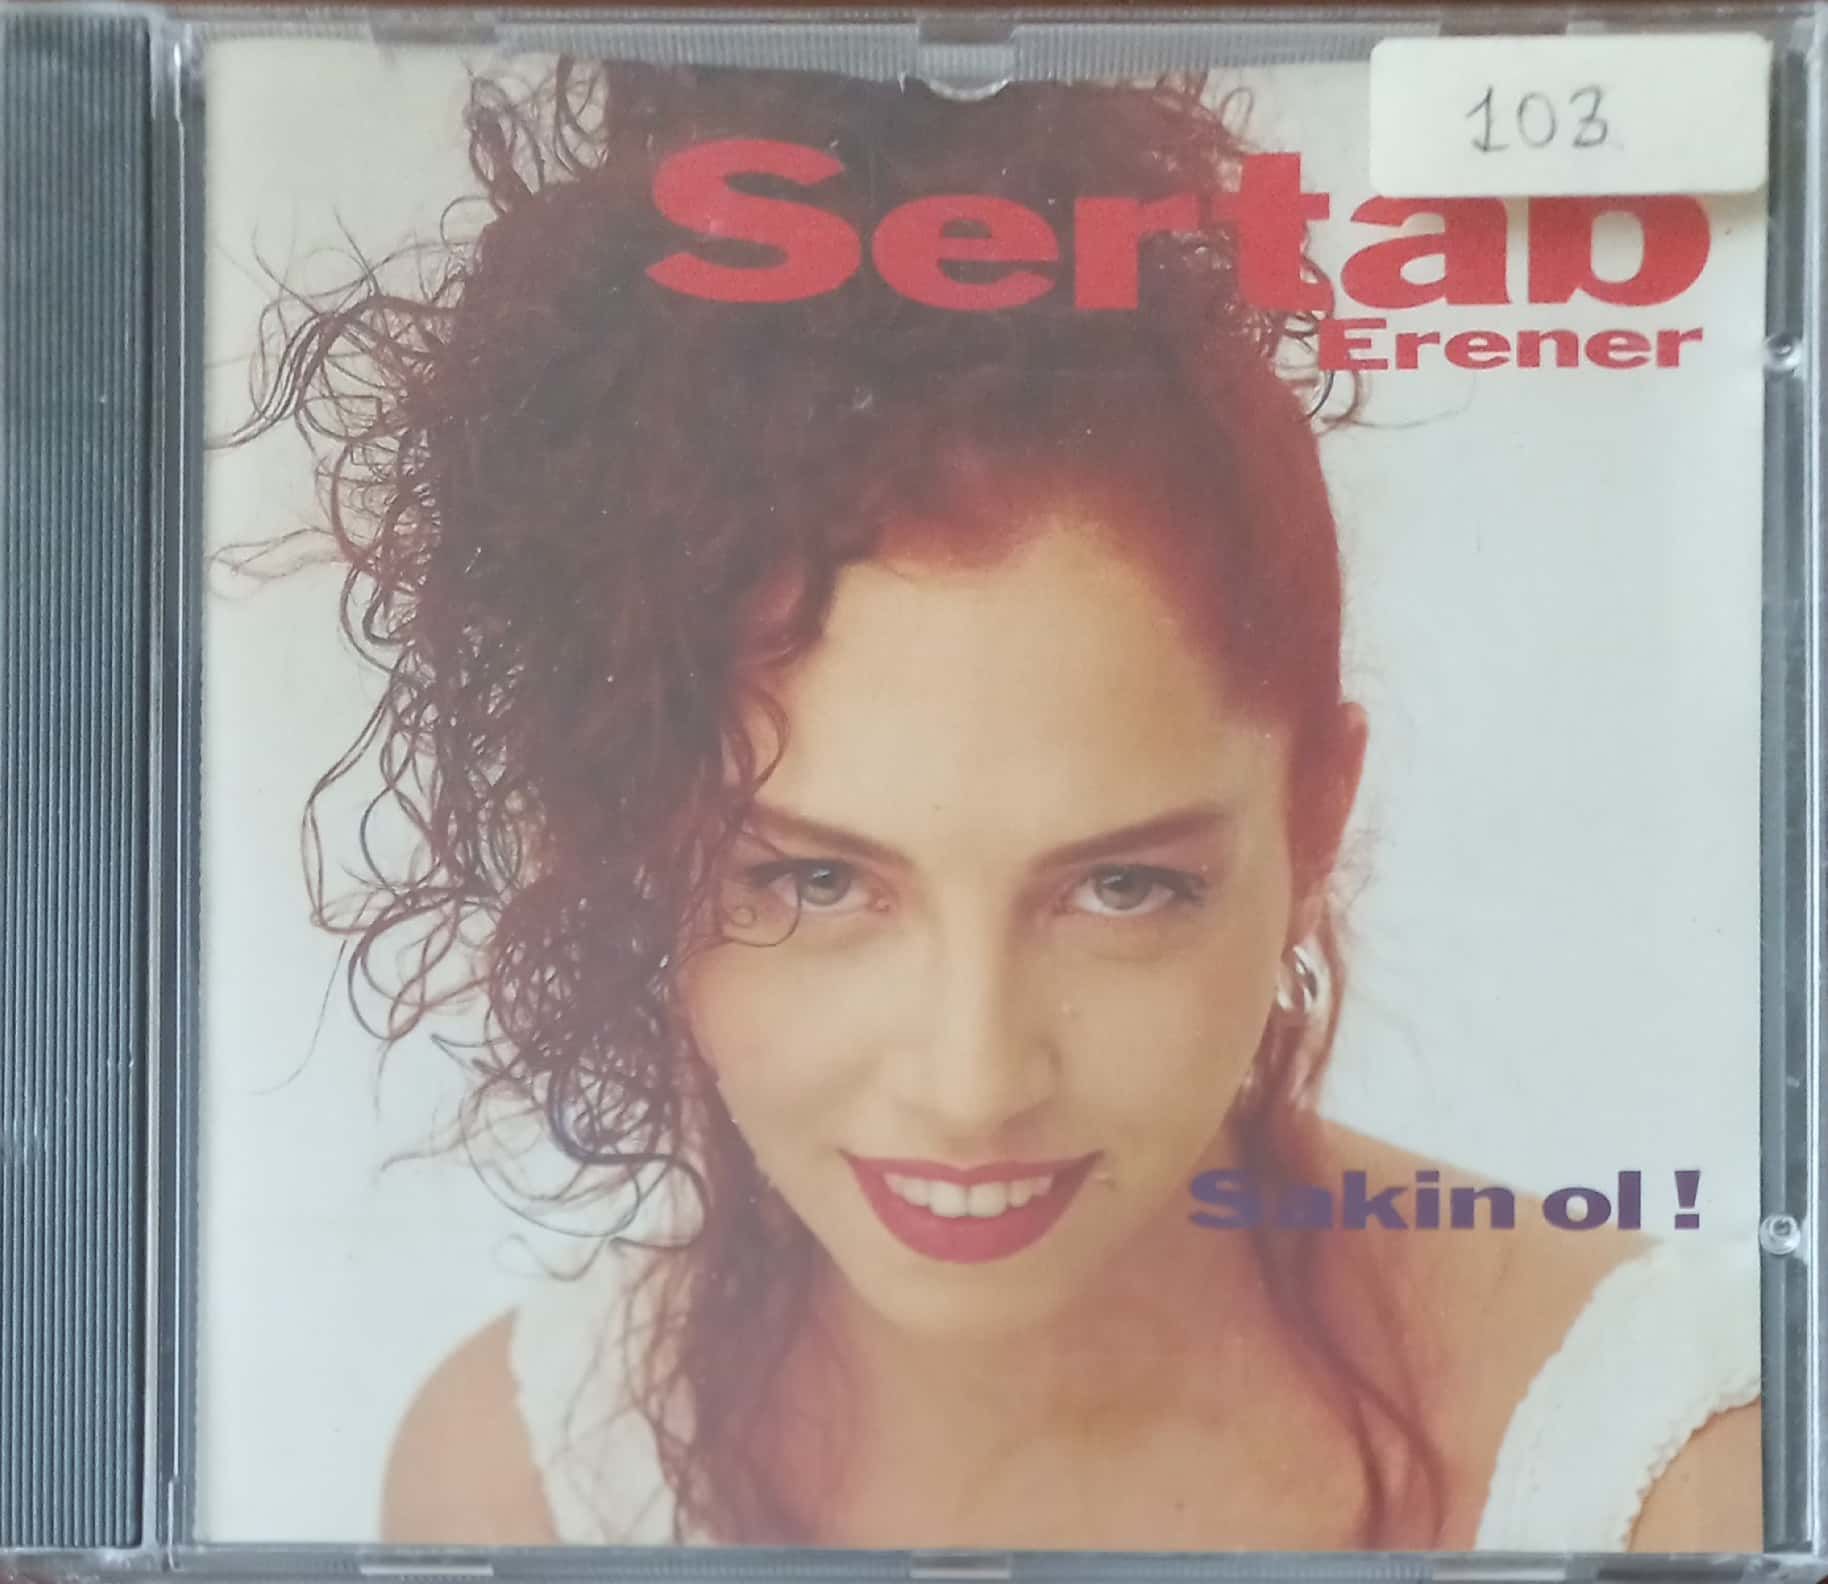 103
Sertab
Erener
Sakin ol !